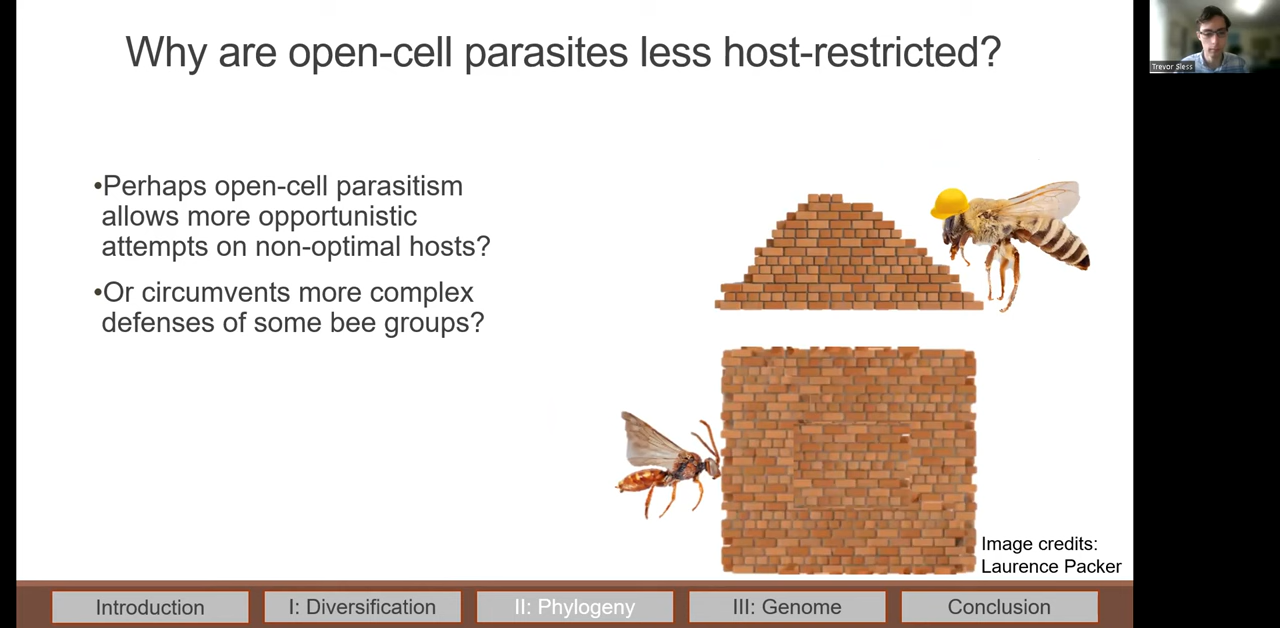 Why are open-cell parasites less host-restricted?
Trevor Sless
•Perhaps open-cell parasitism
allows more opportunistic
attempts on non-optimal hosts?
•Or circumvents more complex
defenses of some bee groups?
Image credits:
Laurence Packer
Introduction
I: Diversification
II: Phylogeny
III: Genome
Conclusion